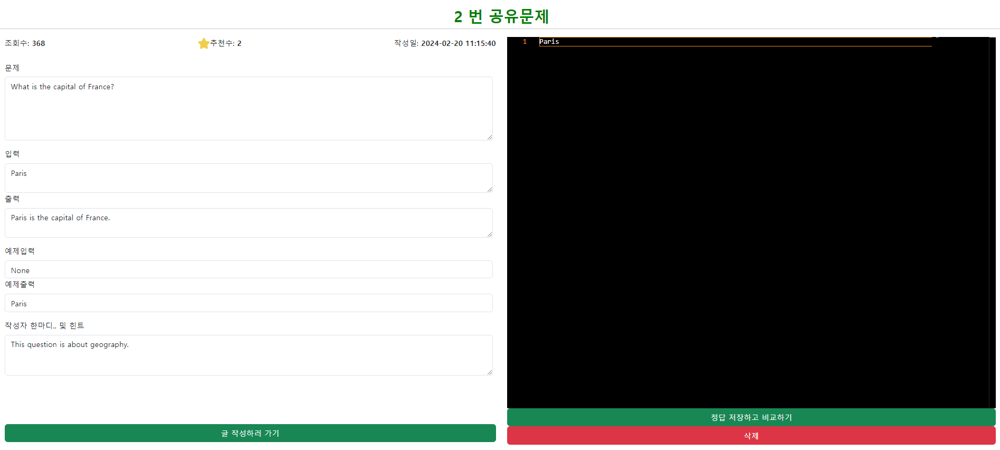 2 번 공유문제
조회수: 368
추천수: 2
작성일: 2024-02-20 11:15:40
문제
What is the capital of France?
입력
Paris
출력
Paris is the capital of France.
예제입력
None
예제출력
Paris
작성자 한마디.. 및 힌트
This question is about geography.
글 작성하러 가기
1 Paris
정답 저장하고 비교하기
삭제